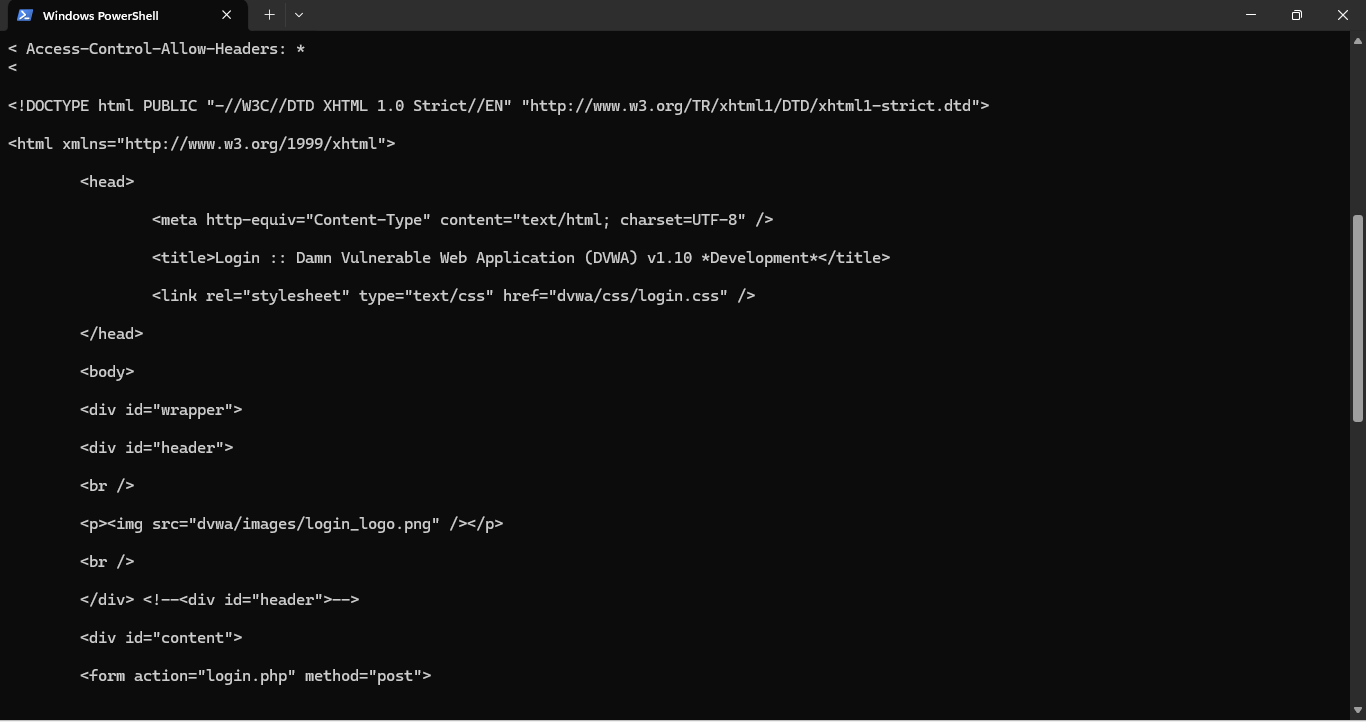 Windows PowerShell
< Access-Control-Allow-Headers: *
<
<!DOCTYPE html PUBLIC "-//W3C//DTD XHTML 1.0 Strict//EN" "http://www.w3.org/TR/xhtml1/DTD/xhtml1-strict.dtd">
<html xmlns="http://www.w3.org/1999/xhtml">
<head>
<meta http-equiv="Content-Type" content="text/html; charset=UTF-8" />
<title>Login :: Damn Vulnerable Web Application (DVWA) v1.10 *Development*</title>
<link rel="stylesheet" type="text/css" href="dvwa/css/login.css" />
</head>
<body>
<div id="wrapper">
<div id="header">
<br />
<p><img src="dvwa/images/login_logo.png" /></p>
<br />
</div> <!--<div id="header">-->
<div id="content">
<form action="login.php" method="post">